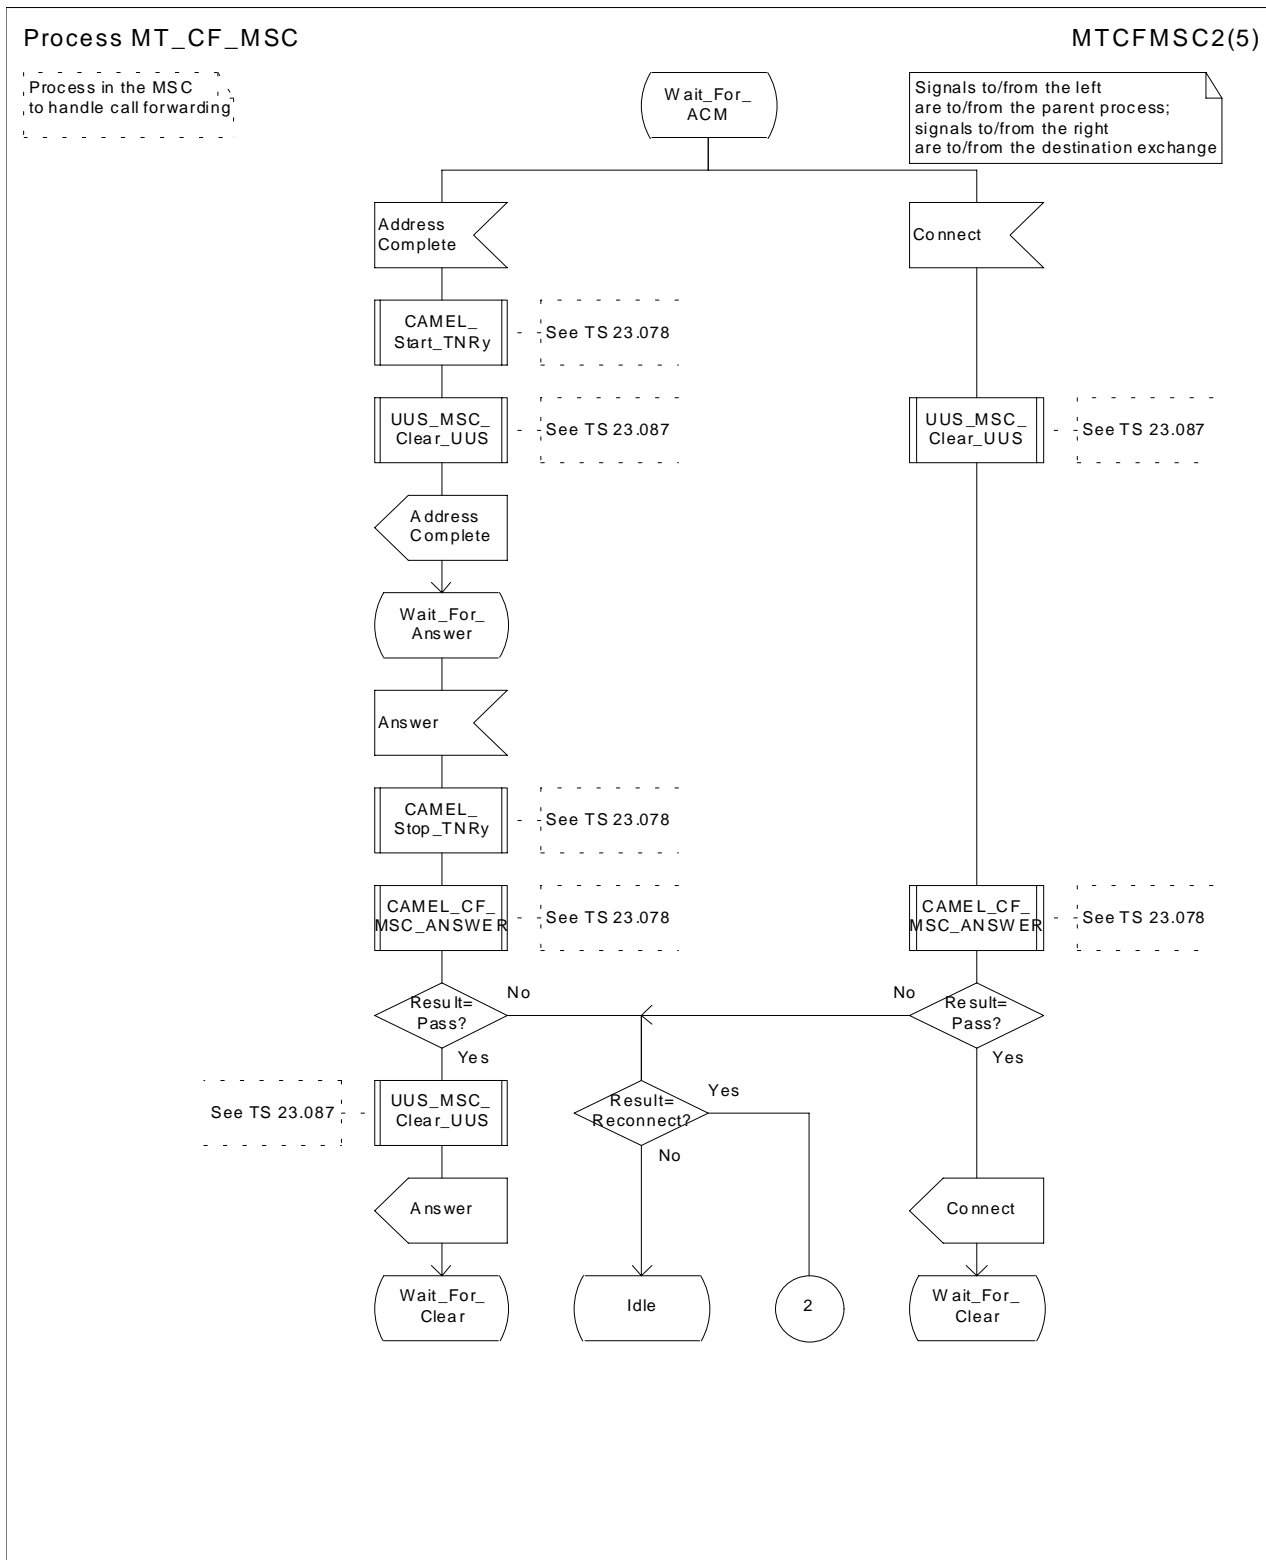 Process MT_CF_MSC
MTCFMSC2(5)
Process in the MSC
to handle call forwarding
Wait_For_
ACM
Signals to/from the left
are to/from the parent process;
signals to/from the right
are to/from the destination exchange
Address
Complete
Connect
CAMEL_
Start_TNRy
See TS 23.078
UUS_MSC_
Clear_UUS
See TS 23.087
UUS_MSC_
Clear_UUS
See TS 23.087
Address
Complete
Wait_For_
Answer
Answer
CAMEL_
Stop_TNRy
See TS 23.078
CAMEL_CF_
MSC_ANSWER
See TS 23.078
CAMEL_CF_
MSC_ANSWER
See TS 23.078
Result=
Pass?
No
No
Result=
Pass?
Yes
Yes
See TS 23.087
UUS_MSC_
Clear_UUS
Result=
Reconnect?
Yes
No
Answer
Connect
Wait_For_
Clear
Idle
2
Wait_For_
Clear